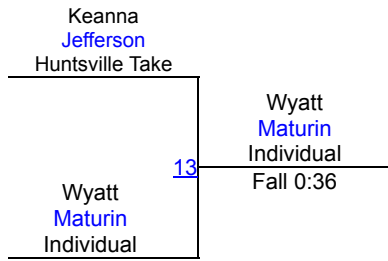 Keanna
Jefferson
Huntsville Take
13
Wyatt
Maturin
Individual
Wyatt
Maturin
Individual
Fall 0:36